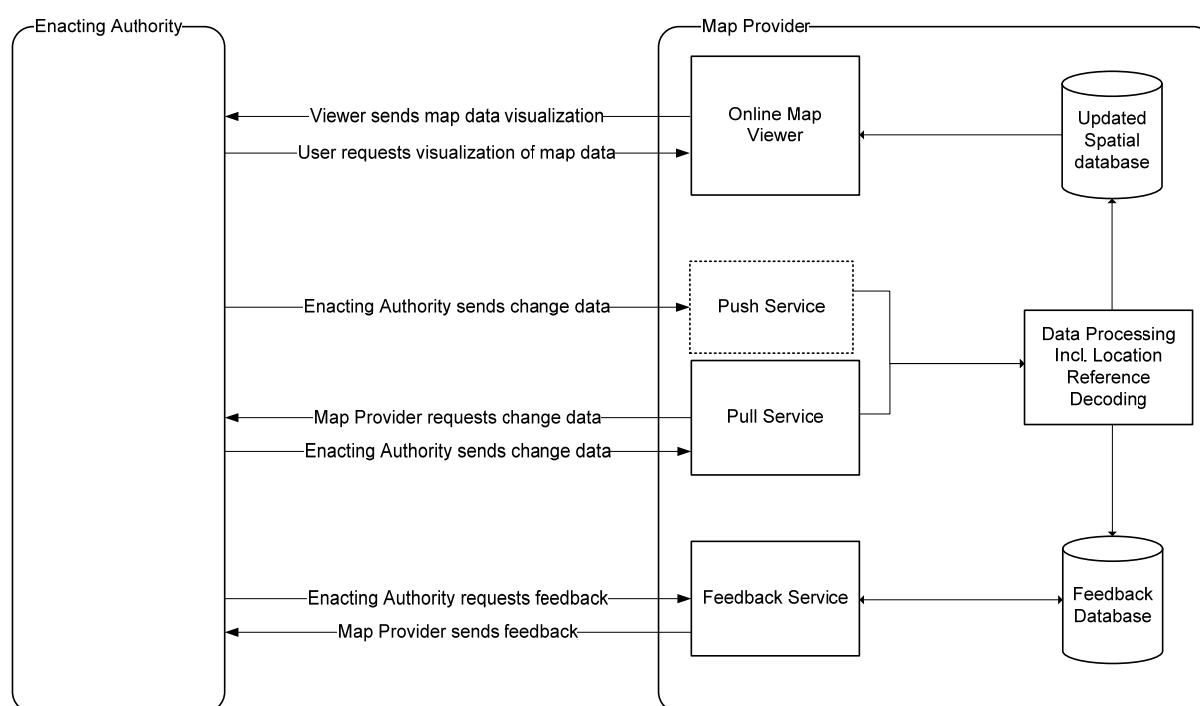 Enacting Authority
Map Provider
Viewer sends map data visualization
User requests visualization of map data
Online Map
Viewer
Updated
Spatial
database
Enacting Authority sends change data
Push Service
Data Processing
Incl. Location
Reference
Decoding
Map Provider requests change data
Enacting Authority sends change data
Pull Service
Enacting Authority requests feedback
Map Provider sends feedback
Feedback Service
Feedback
Database